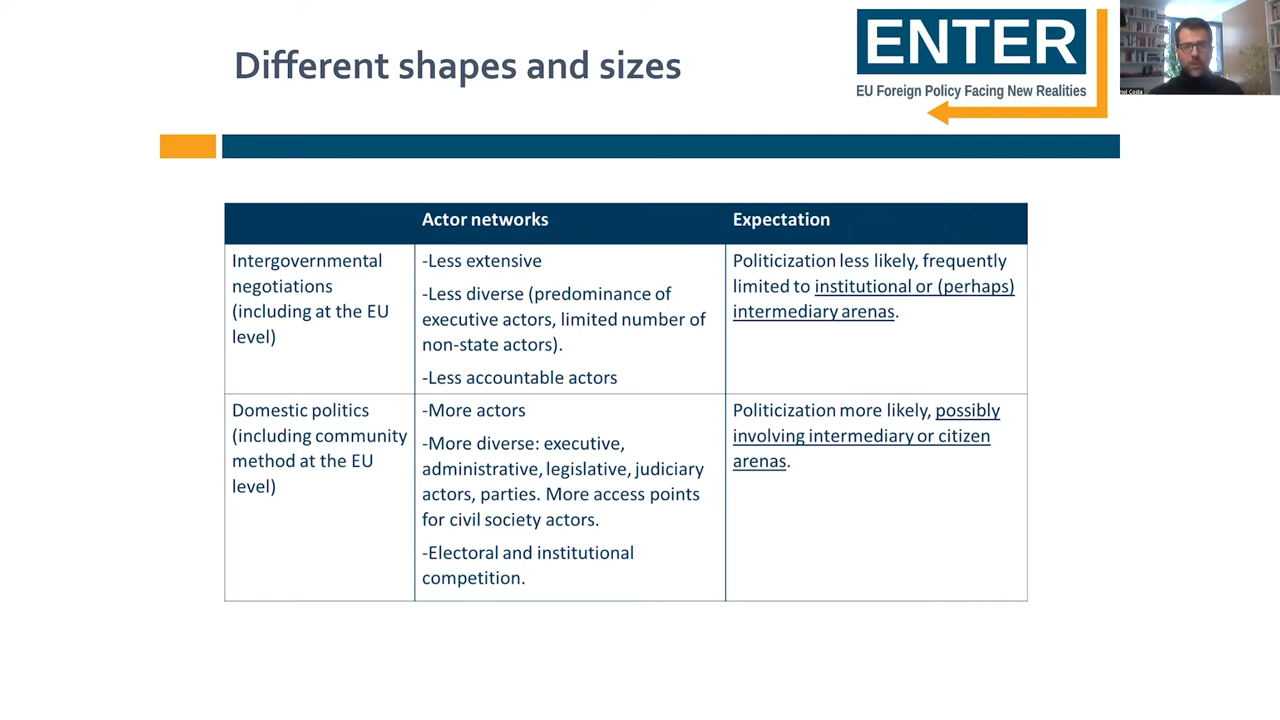 Different shapes and sizes
ENTER
EU Foreign Policy Facing New Realities
Costa
Actor networks
Expectation
Intergovernmental
negotiations
(including at the EU
level)
-Less extensive
-Less diverse (predominance of
executive actors, limited number of
non-state actors).
-Less accountable actors
Politicization less likely, frequently
limited to institutional or (perhaps)
intermediary arenas.
Domestic politics
(including community
method at the EU
level)
-More actors
-More diverse: executive,
administrative, legislative, judiciary
actors, parties. More access points
for civil society actors.
-Electoral and institutional
competition.
Politicization more likely, possibly
involving intermediary or citizen
arenas.